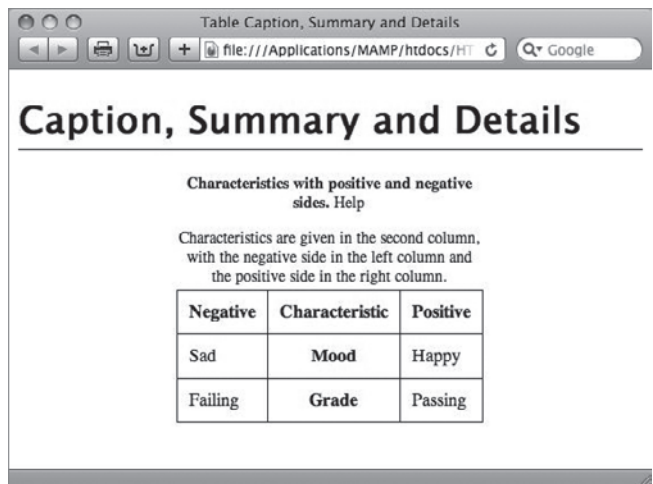 Table Caption, Summary and Details
+ file:///Applications/MAMP/htdocs/HT Google
Caption, Summary and Details
Characteristics with positive and negative
sides. Help
Characteristics are given in the second column,
with the negative side in the left column and
the positive side in the right column.
Negative Characteristic Positive
Sad Mood Happy
Failing Grade Passing